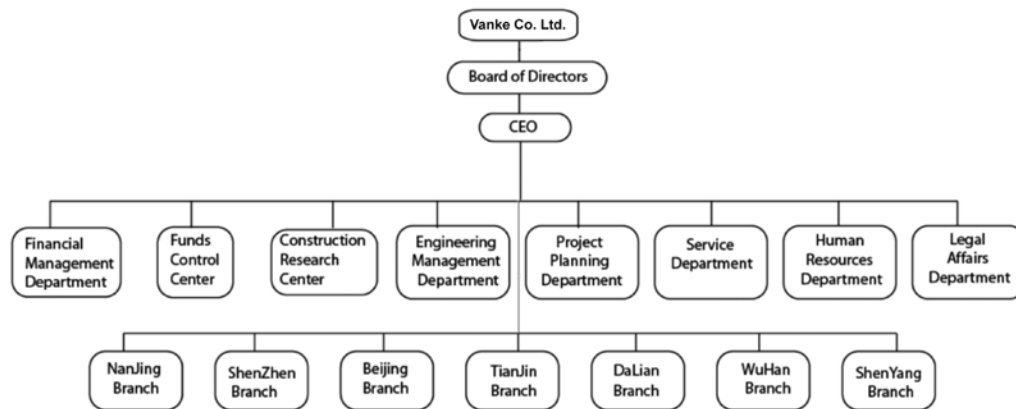 Vanke Co. Ltd.
Board of Directors
CEO
Financial
Management
Department
Funds
Control
Center
Construction
Research
Center
Engineering
Management
Department
Project
Planning
Department
Service
Department
Human
Resources
Department
Legal
Affairs
Department
NanJing
Branch
ShenZhen
Branch
Beijing
Branch
TianJin
Branch
DaLian
Branch
WuHan
Branch
ShenYang
Branch